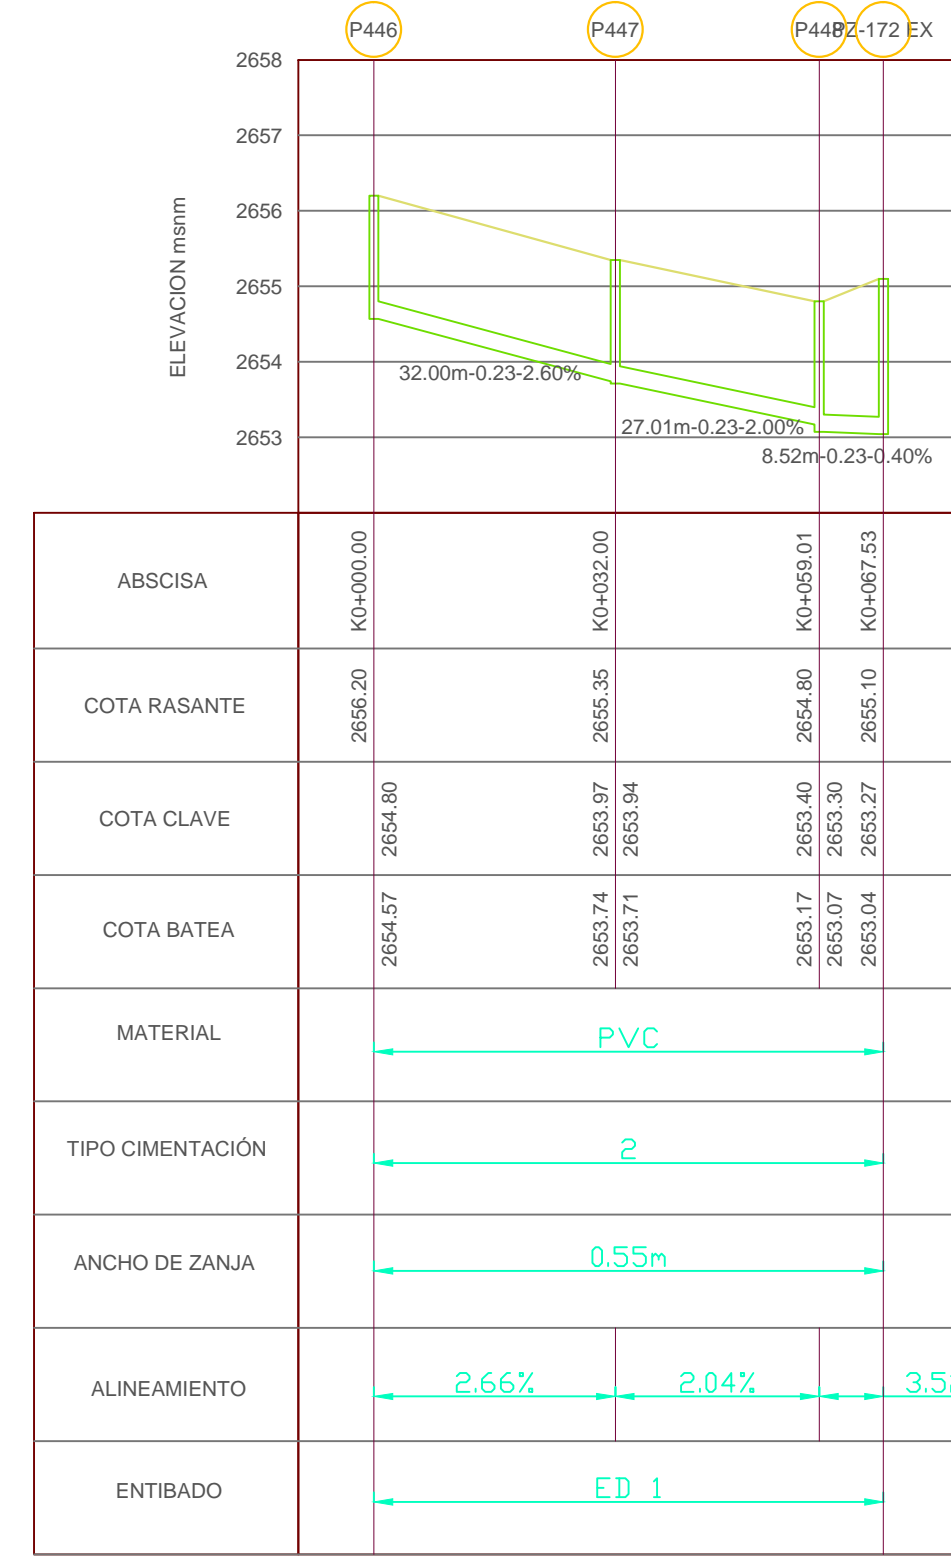 P446 P447 P448 PZ-172 EX
2658
2657
2656
2655
2654
2653
ELEVACION msnm
32.00m-0.23-2.60%
27.01m-0.23-2.00%
8.52m-0.23-0.40%
ABSCISA K0+000.00 K0+032.00 K0+059.01 K0+067.53
COTA RASANTE 2656.20 2655.35 2654.80 2655.10
COTA CLAVE 2654.80 2653.97 2653.94 2653.40 2653.30 2653.27
COTA BATEA 2654.57 2653.74 2653.71 2653.17 2653.07 2653.04
MATERIAL PVC
TIPO CIMENTACIÓN 2
ANCHO DE ZANJA 0.55m
ALINEAMIENTO 2.66% 2.04%
ENTIBADO ED 1